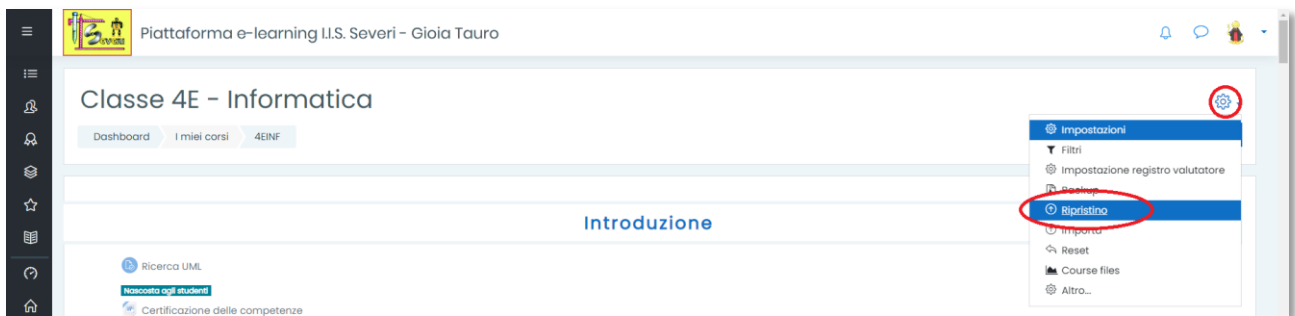 Severi
Piattaforma e-learning I.I.S. Severi - Gioia Tauro
Classe 4E - Informatica
Dashboard I miei corsi 4EINF
Impostazioni
Filtri
Impostazione registro valutatore
Backup
Ripristino
Importa
Reset
Course files
Altro...
Introduzione
Ricerca UML
Nascosta agli studenti
Certificazione delle competenze